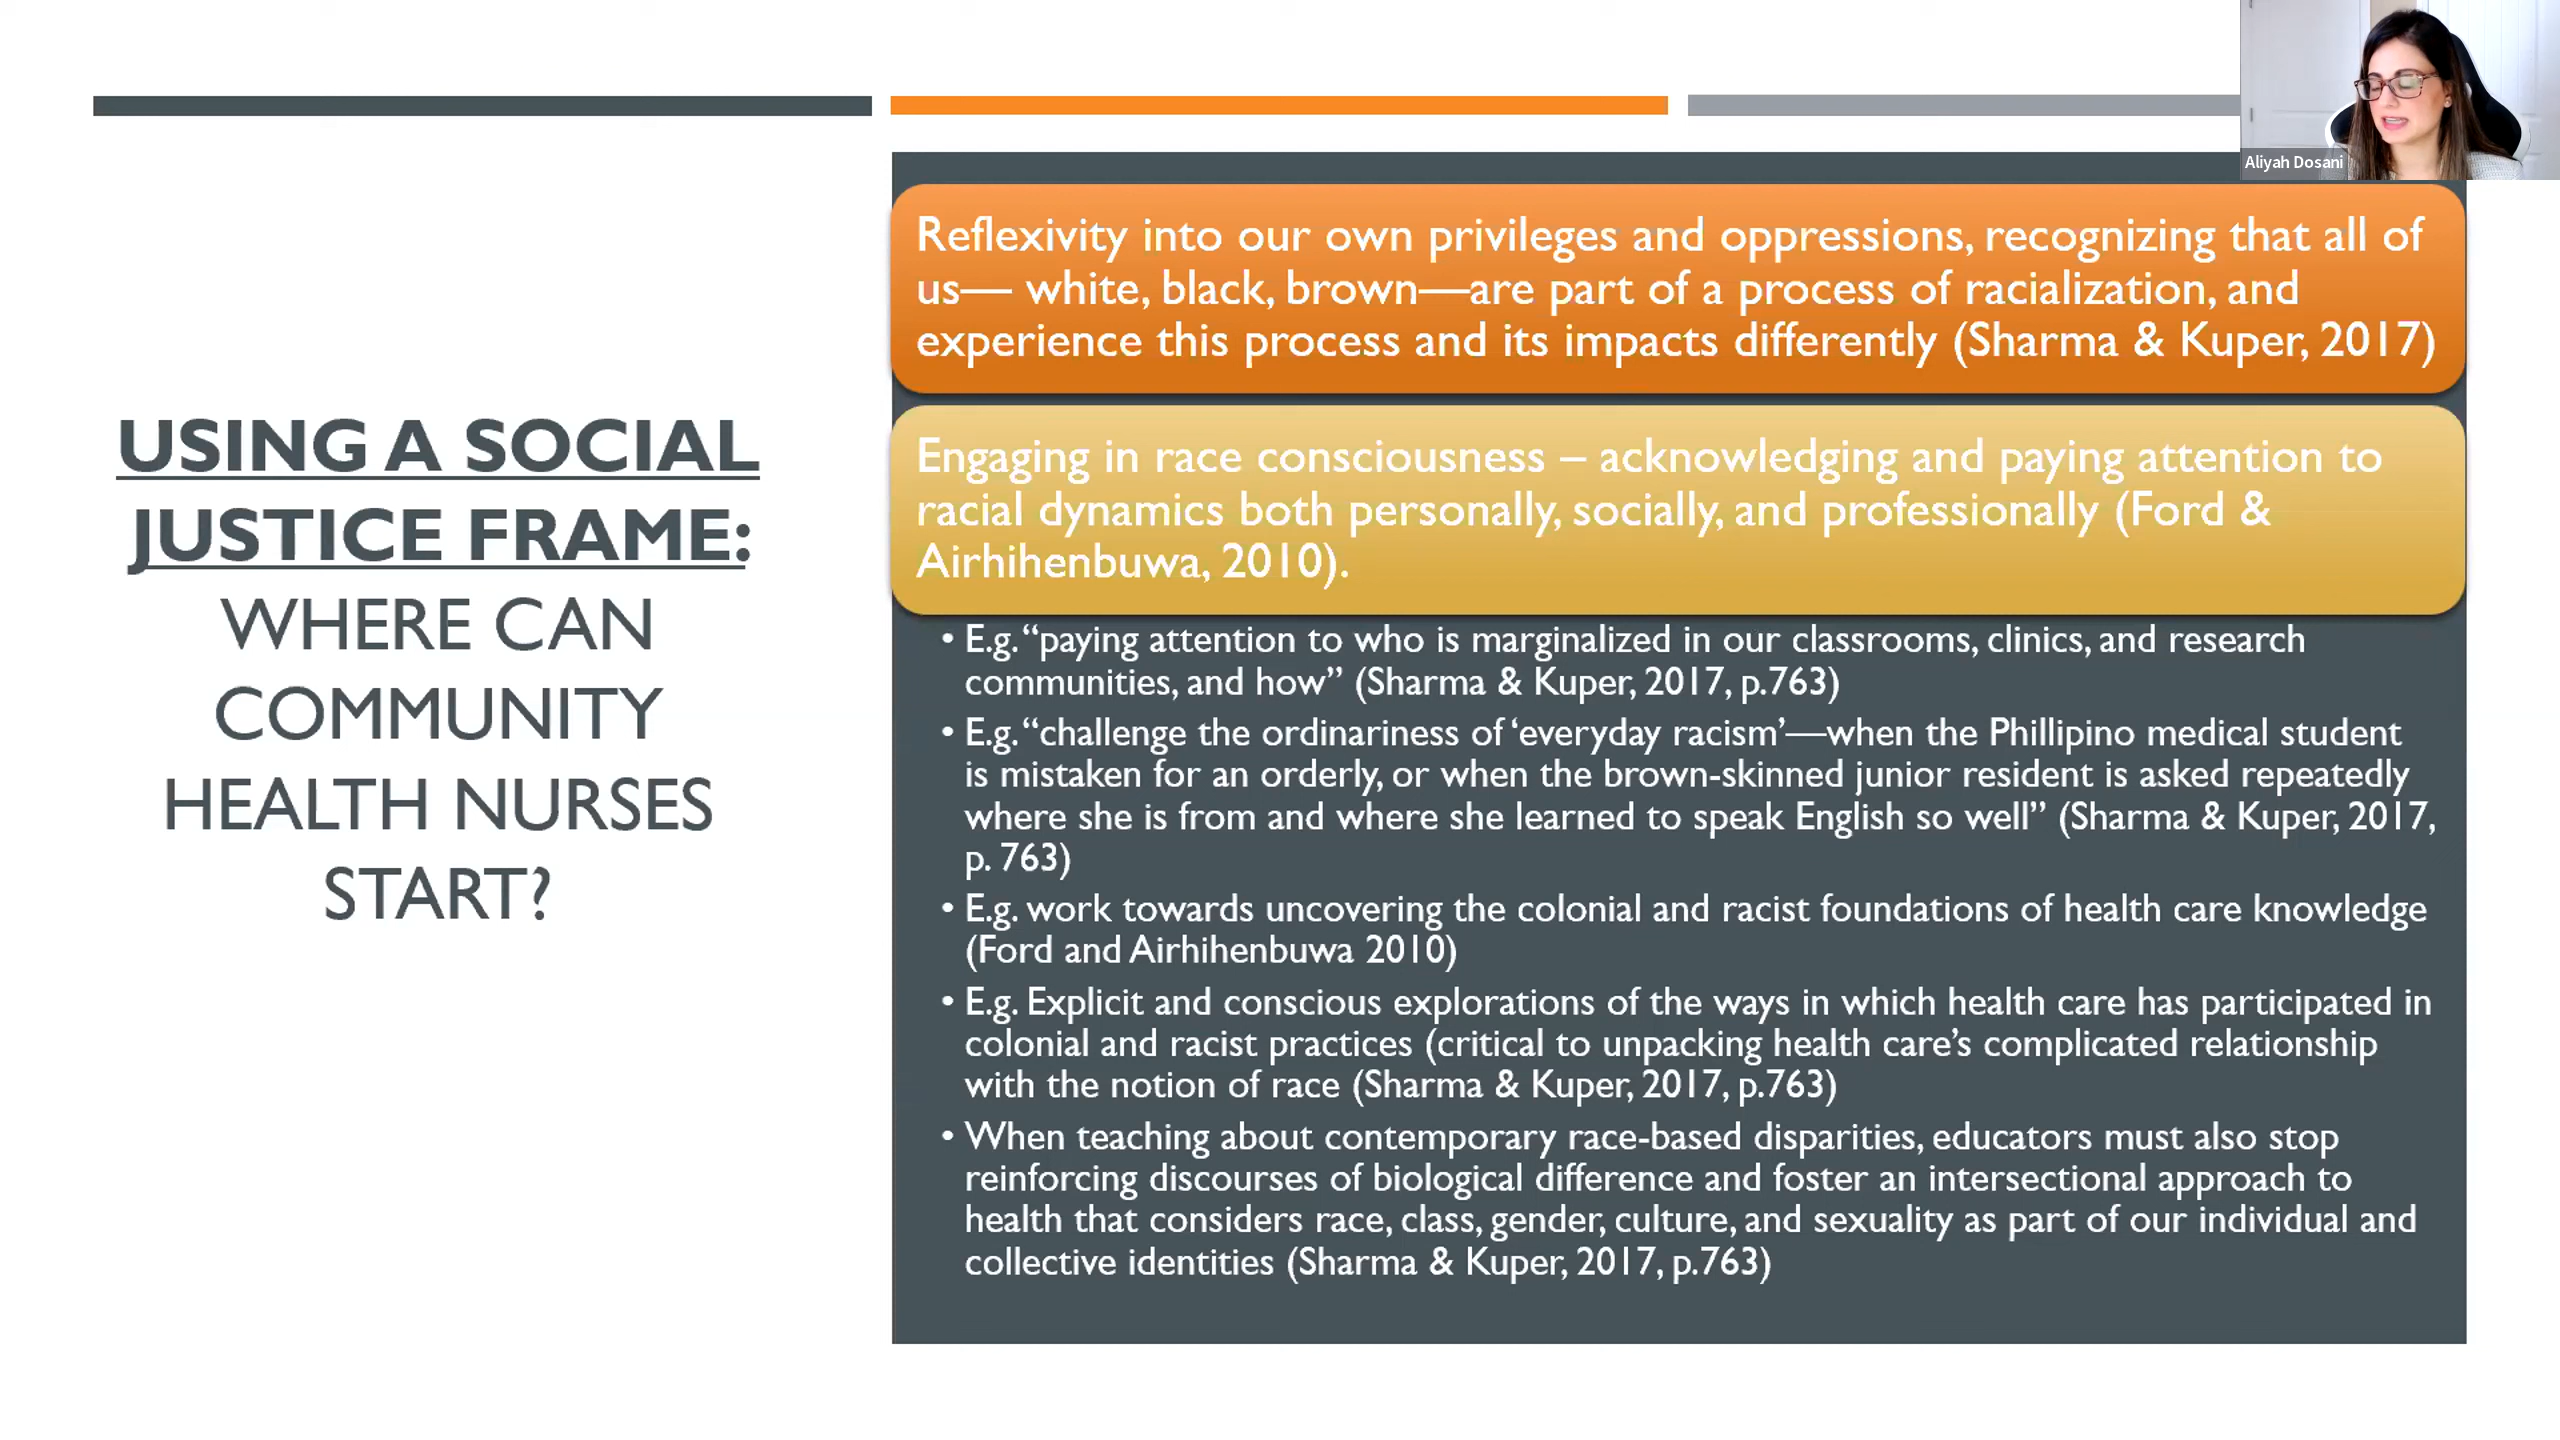 USING A SOCIAL
JUSTICE FRAME:
WHERE CAN
COMMUNITY
HEALTH NURSES
START?
Aliyah Dosani
Reflexivity into our own privileges and oppressions, recognizing that all of
us— white, black, brown—are part of a process of racialization, and
experience this process and its impacts differently (Sharma & Kuper, 2017)
Engaging in race consciousness – acknowledging and paying attention to
racial dynamics both personally, socially, and professionally (Ford &
Airhihenbuwa, 2010).
• E.g. “paying attention to who is marginalized in our classrooms, clinics, and research
communities, and how” (Sharma & Kuper, 2017, p.763)
• E.g. “challenge the ordinariness of ‘everyday racism’—when the Phillipino medical student
is mistaken for an orderly, or when the brown-skinned junior resident is asked repeatedly
where she is from and where she learned to speak English so well” (Sharma & Kuper, 2017,
p. 763)
• E.g. work towards uncovering the colonial and racist foundations of health care knowledge
(Ford and Airhihenbuwa 2010)
• E.g. Explicit and conscious explorations of the ways in which health care has participated in
colonial and racist practices (critical to unpacking health care’s complicated relationship
with the notion of race (Sharma & Kuper, 2017, p.763)
• When teaching about contemporary race-based disparities, educators must also stop
reinforcing discourses of biological difference and foster an intersectional approach to
health that considers race, class, gender, culture, and sexuality as part of our individual and
collective identities (Sharma & Kuper, 2017, p.763)